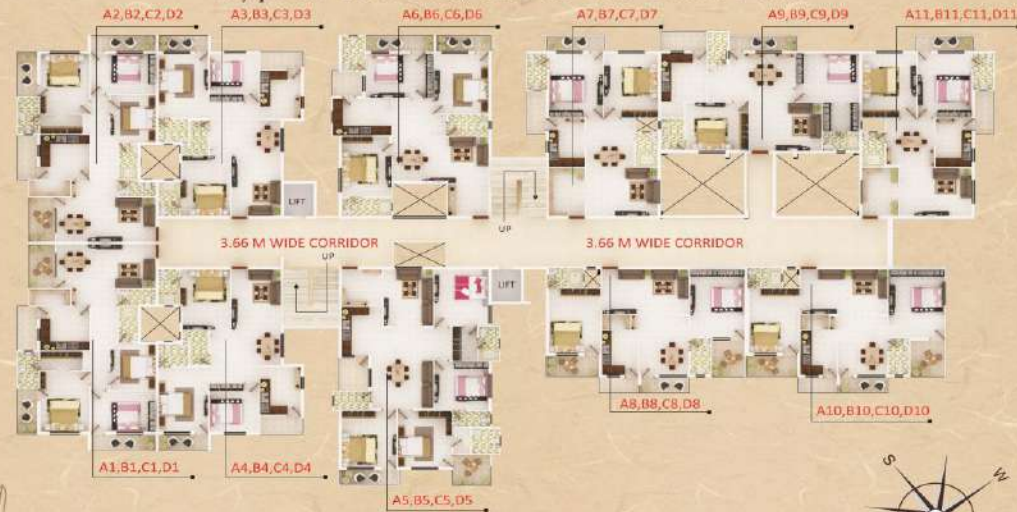 A2,B2,C2,D2
A3,B3,C3,D3
A6,B6,C6,D6
A7,B7,C7,D7
A9,B9,C9,D9
A11,B11,C11,D11
LIFT
UP
3.66 M WIDE CORRIDOR
3.66 M WIDE CORRIDOR
UP
LIFT
A8,B8,C8,D8
A10,B10,C10,D10
A1,B1,C1,D1
A4,B4,C4,D4
A5,B5,C5,D5
S
W